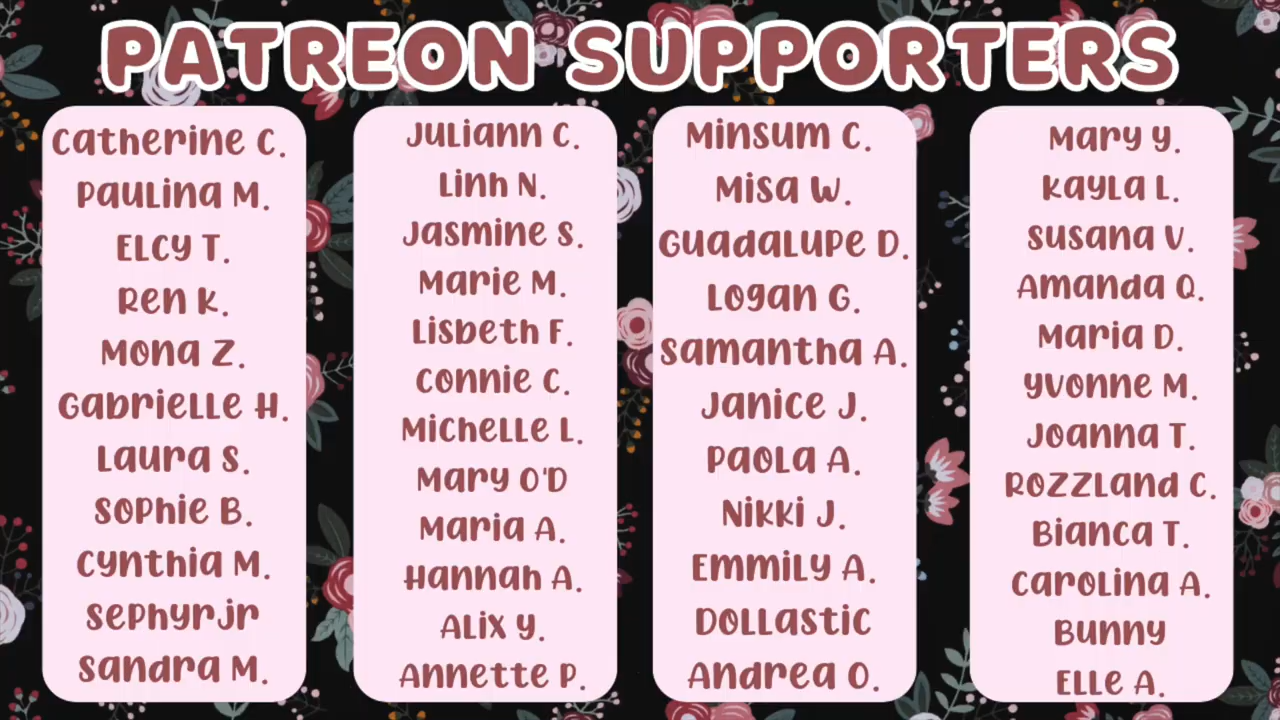 PATREON SUPPORTERS
Catherine C.
Paulina M.
Elcy T.
Ren K.
Mona Z.
Gabrielle H.
Laura S.
Sophie B.
Cynthia M.
Sephyrjr
Sandra M.
Juliann C.
Linh N.
Jasmine S.
Marie M.
Lisbeth F.
Connie C.
Michelle L.
Mary O'D
Maria A.
Hannah A.
Alix Y.
Annette P.
Minsum C.
Misa W.
Guadalupe D.
Logan G.
Samantha A.
Janice J.
Paola A.
Nikki J.
Emmily A.
Dollastic
Andrea O.
Mary Y.
Kayla L.
Susana V.
Amanda Q.
Maria D.
Yvonne M.
Joanna T.
Rozzland C.
Bianca T.
Carolina A.
Bunny
Elle A.